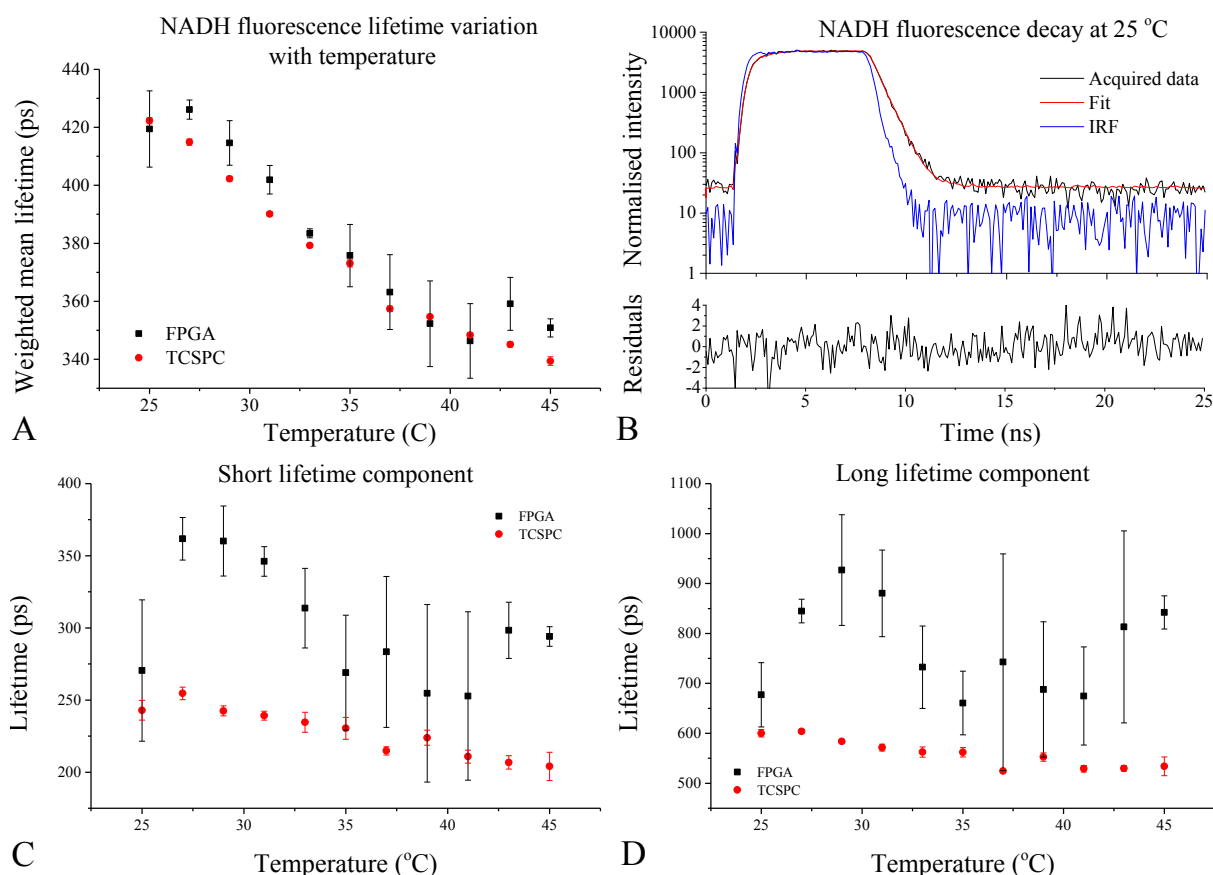 NADH fluorescence lifetime variation
with temperature
440
420
400
380
360
340
Weighted mean lifetime (ps)
FPGA
TCSPC
25
30
35
40
45
Temperature (C)
A
NADH fluorescence decay at 25 °C
10000
1000
100
10
1
Normalised intensity
Acquired data
Fit
IRF
4
2
0
-2
-4
Residuals
0
5
10
15
20
25
Time (ns)
B
Short lifetime component
400
350
300
250
200
Lifetime (ps)
FPGA
TCSPC
25
30
35
40
45
Temperature (°C)
C
Long lifetime component
1100
1000
900
800
700
600
500
Lifetime (ps)
FPGA
TCSPC
25
30
35
40
45
Temperature (°C)
D